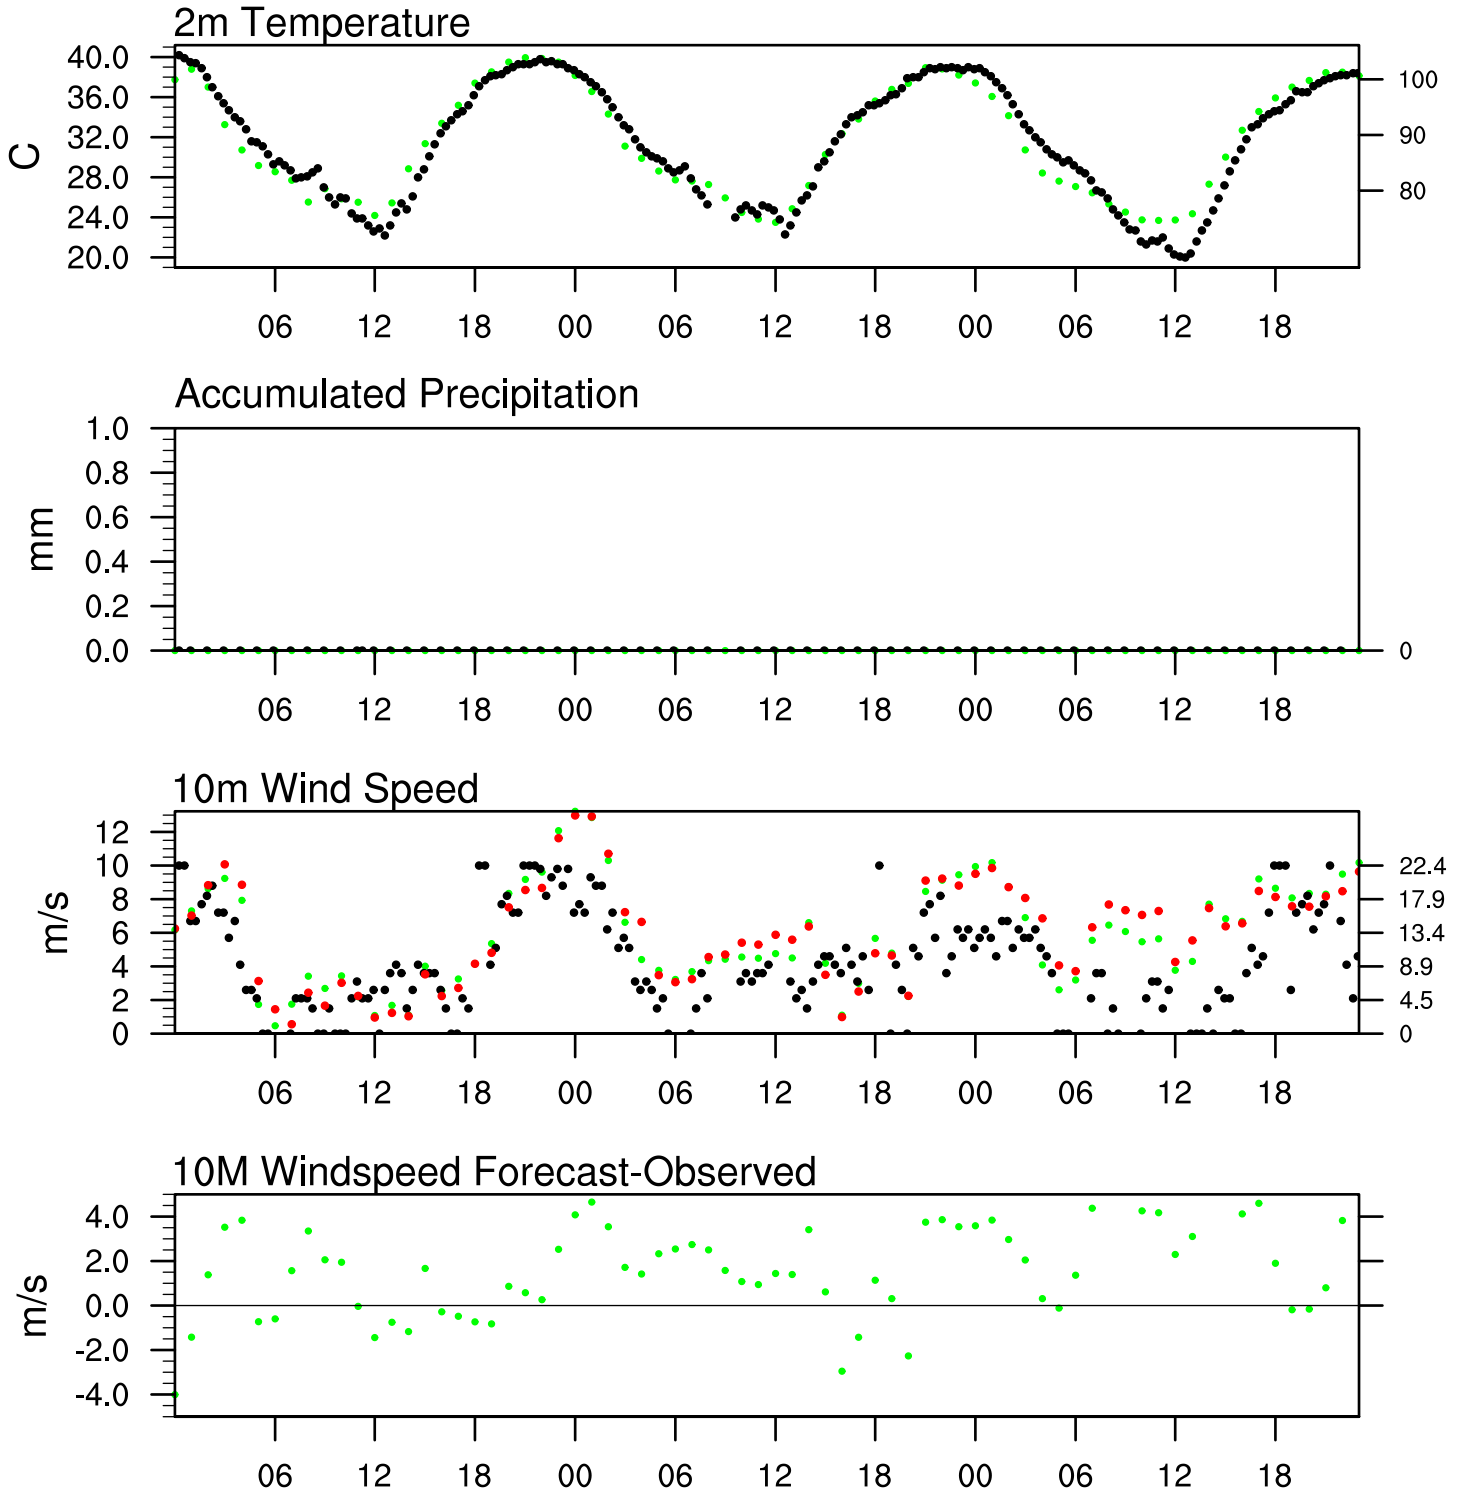 2m Temperature
40.0
36.0
32.0
28.0
24.0
20.0
C
100
90
80
06 12 18 00 06 12 18 00 06 12 18
Accumulated Precipitation
1.0
0.8
0.6
0.4
0.2
0.0
mm
0
06 12 18 00 06 12 18 00 06 12 18
10m Wind Speed
12
10
8
6
4
2
0
m/s
22.4
17.9
13.4
8.9
4.5
0
06 12 18 00 06 12 18 00 06 12 18
10M Windspeed Forecast-Observed
4.0
2.0
0.0
-2.0
-4.0
m/s
06 12 18 00 06 12 18 00 06 12 18